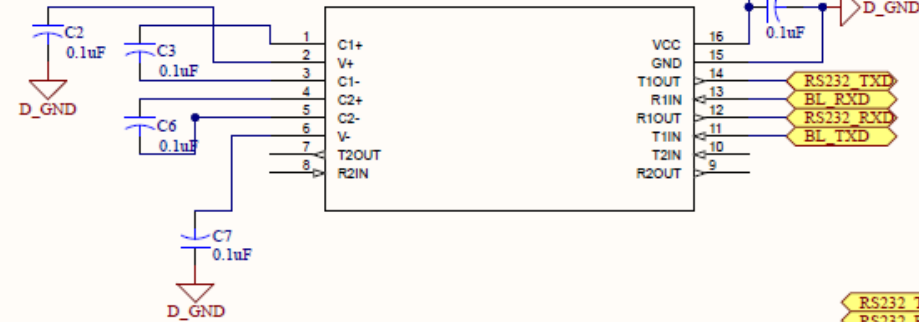 D_GND
C2
0.1uF
0.1uF
C3
0.1uF
D_GND
C6
0.1uF
1 C1+ VCC 16
2 V+ GND 15
3 C1- T1OUT 14 RS232_TXD
4 C2+ R1IN 13 BL_RXD
5 C2- R1OUT 12 RS232_RXD
6 V- T1IN 11 BL_TXD
7 T2OUT T2IN 10
8 R2IN R2OUT 9
C7
0.1uF
D_GND
RS232_
RS232_